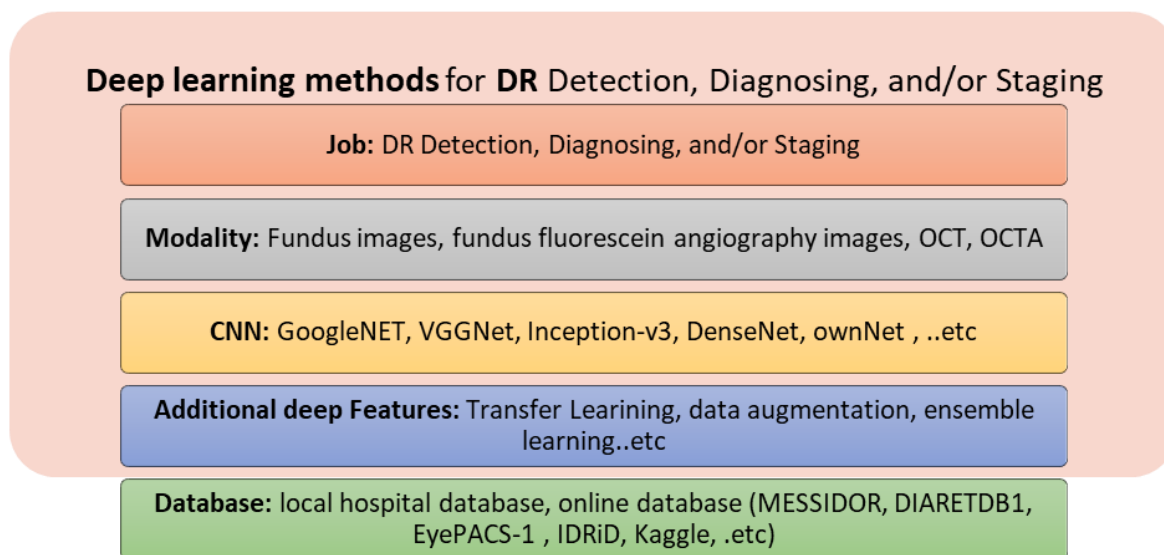 Deep learning methods for DR Detection, Diagnosing, and/or Staging
Job: DR Detection, Diagnosing, and/or Staging
Modality: Fundus images, fundus fluorescein angiography images, OCT, OCTA
CNN: GoogleNET, VGGNet, Inception-v3, DenseNet, ownNet , ..etc
Additional deep Features: Transfer Learining, data augmentation, ensemble
learning..etc
Database: local hospital database, online database (MESSIDOR, DIARETDB1,
EyePACS-1 , IDRiD, Kaggle, .etc)